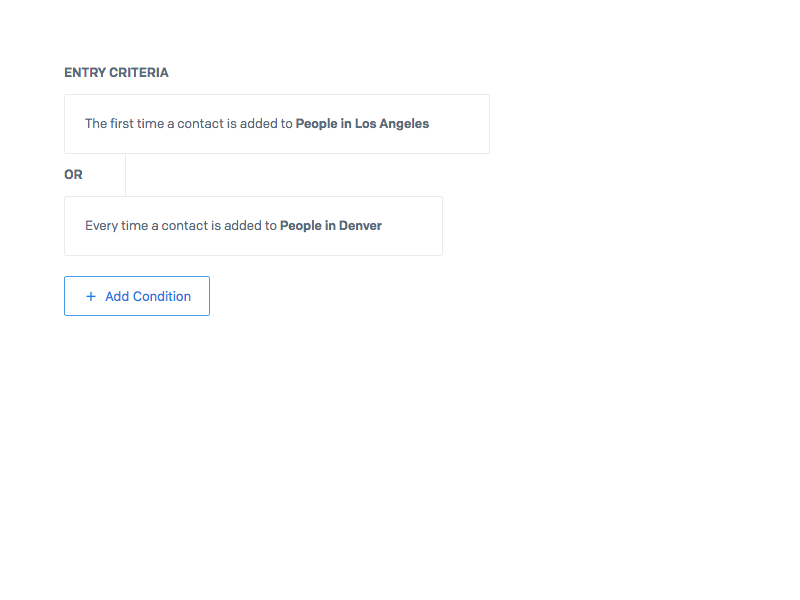 ENTRY CRITERIA
The first time a contact is added to People in Los Angeles
OR
Every time a contact is added to People in Denver
+ Add Condition